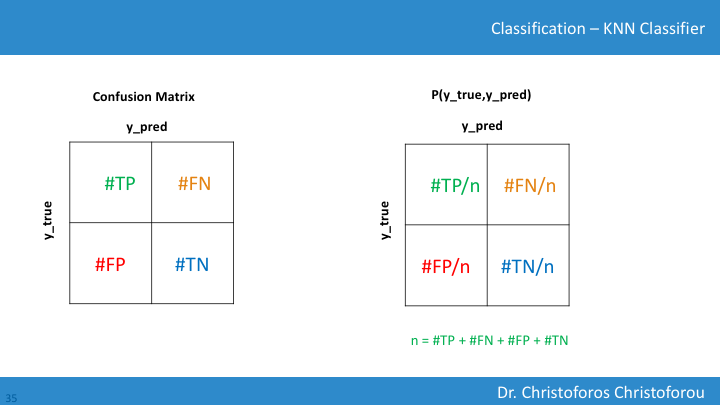 Classification – KNN Classifier
Confusion Matrix
y_pred
y_true
#TP #FN
#FP #TN
P(y_true,y_pred)
y_pred
y_true
#TP/n #FN/n
#FP/n #TN/n
n = #TP + #FN + #FP + #TN
35
Dr. Christoforos Christoforou